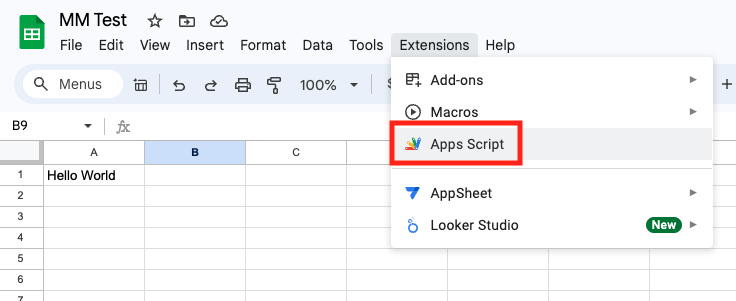 MM Test
File Edit View Insert Format Data Tools Extensions Help
Menus 100%
Add-ons
Macros
Apps Script
AppSheet
Looker Studio New
B9 fx
A B C
1 Hello World
2
3
4
5
6
7